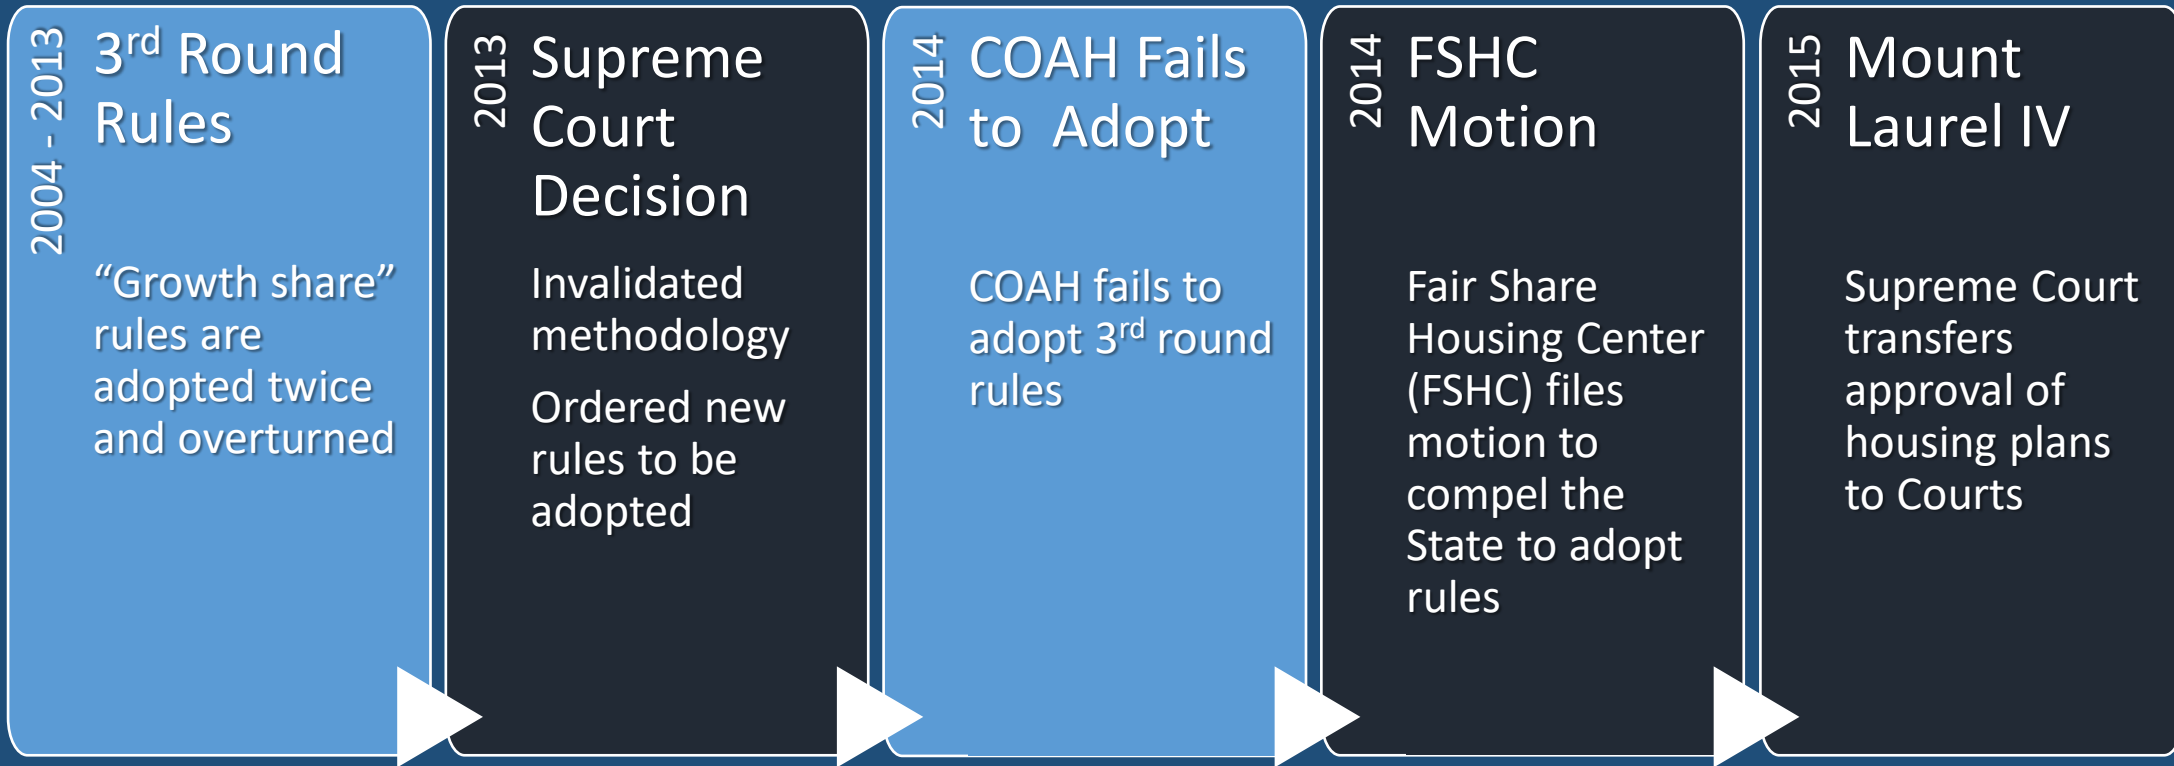 2004 - 2013
3rd Round
Rules
“Growth share”
rules are
adopted twice
and overturned
2013
Supreme
Court
Decision
Invalidated
methodology
Ordered new
rules to be
adopted
2014
COAH Fails
to Adopt
COAH fails to
adopt 3rd round
rules
2014
FSHC
Motion
Fair Share
Housing Center
(FSHC) files
motion to
compel the
State to adopt
rules
2015
Mount
Laurel IV
Supreme Court
transfers
approval of
housing plans
to Courts